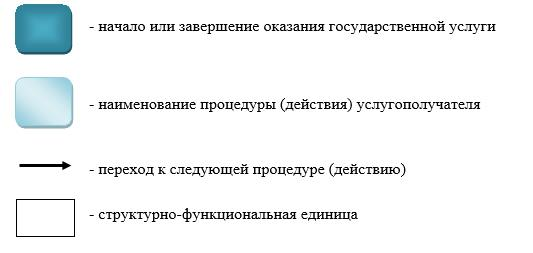 - начало или завершение оказания государственной услуги
- наименование процедуры (действия) услугополучателя
- переход к следующей процедуре (действию)
- структурно-функциональная единица